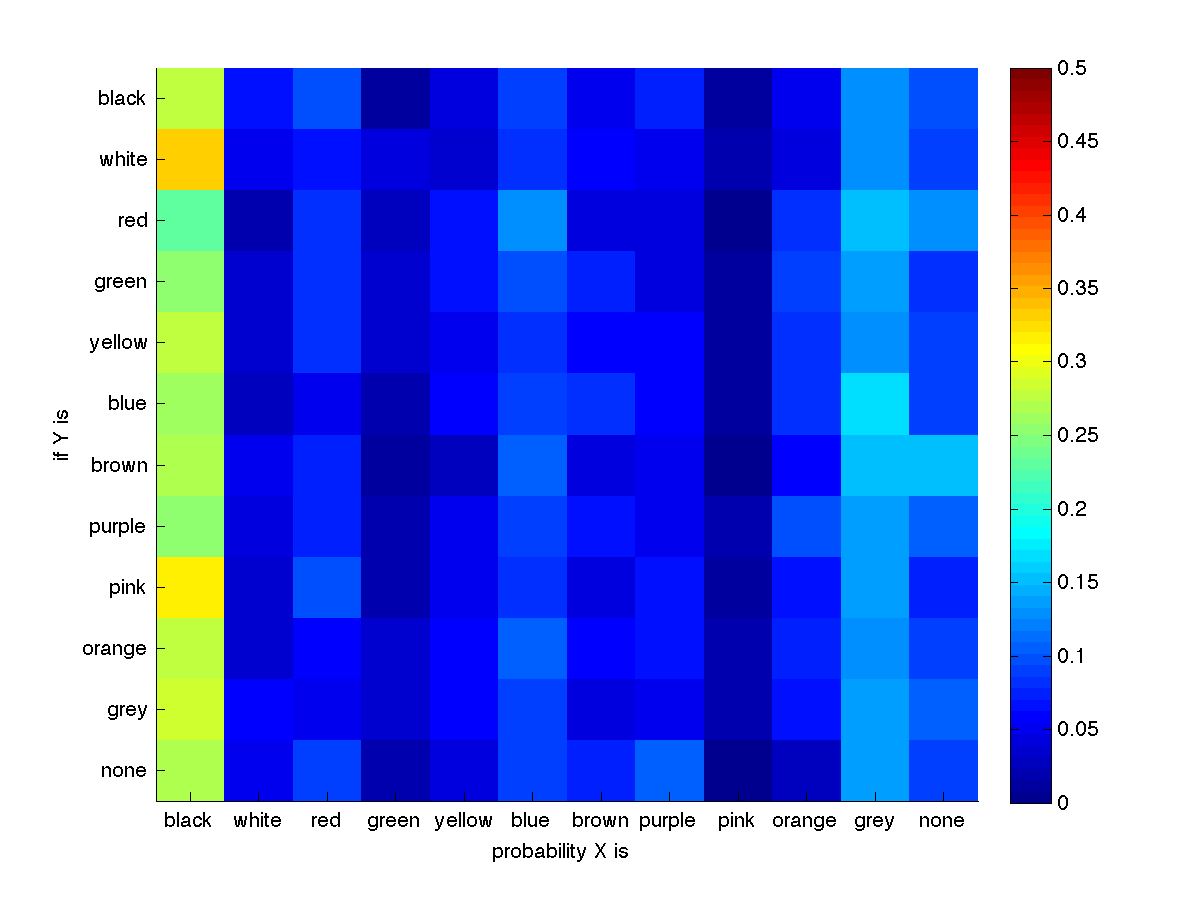 black
white
red
green
yellow
blue
brown
purple
pink
orange
grey
none
if Y is
black white red green yellow blue brown purple pink orange grey none
probability X is
0.5
0.45
0.4
0.35
0.3
0.25
0.2
0.15
0.1
0.05
0